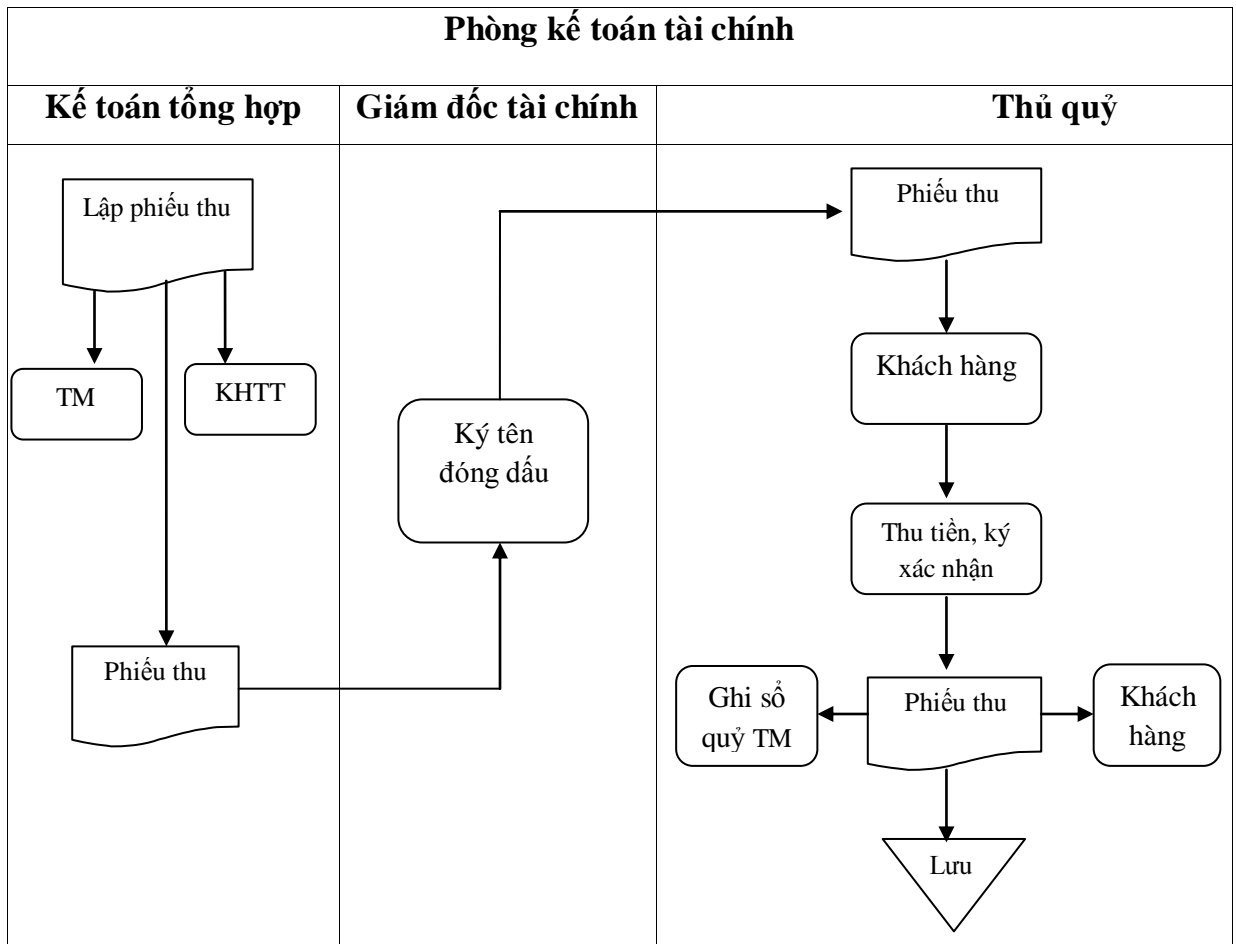 Phòng kế toán tài chính
Kế toán tổng hợp
Giám đốc tài chính
Thủ quỷ
Lập phiếu thu
TM
KHTT
Phiếu thu
Ký tên
đóng dấu
Phiếu thu
Khách hàng
Thu tiền, ký
xác nhận
Ghi sổ
quỷ TM
Phiếu thu
Khách
hàng
Lưu